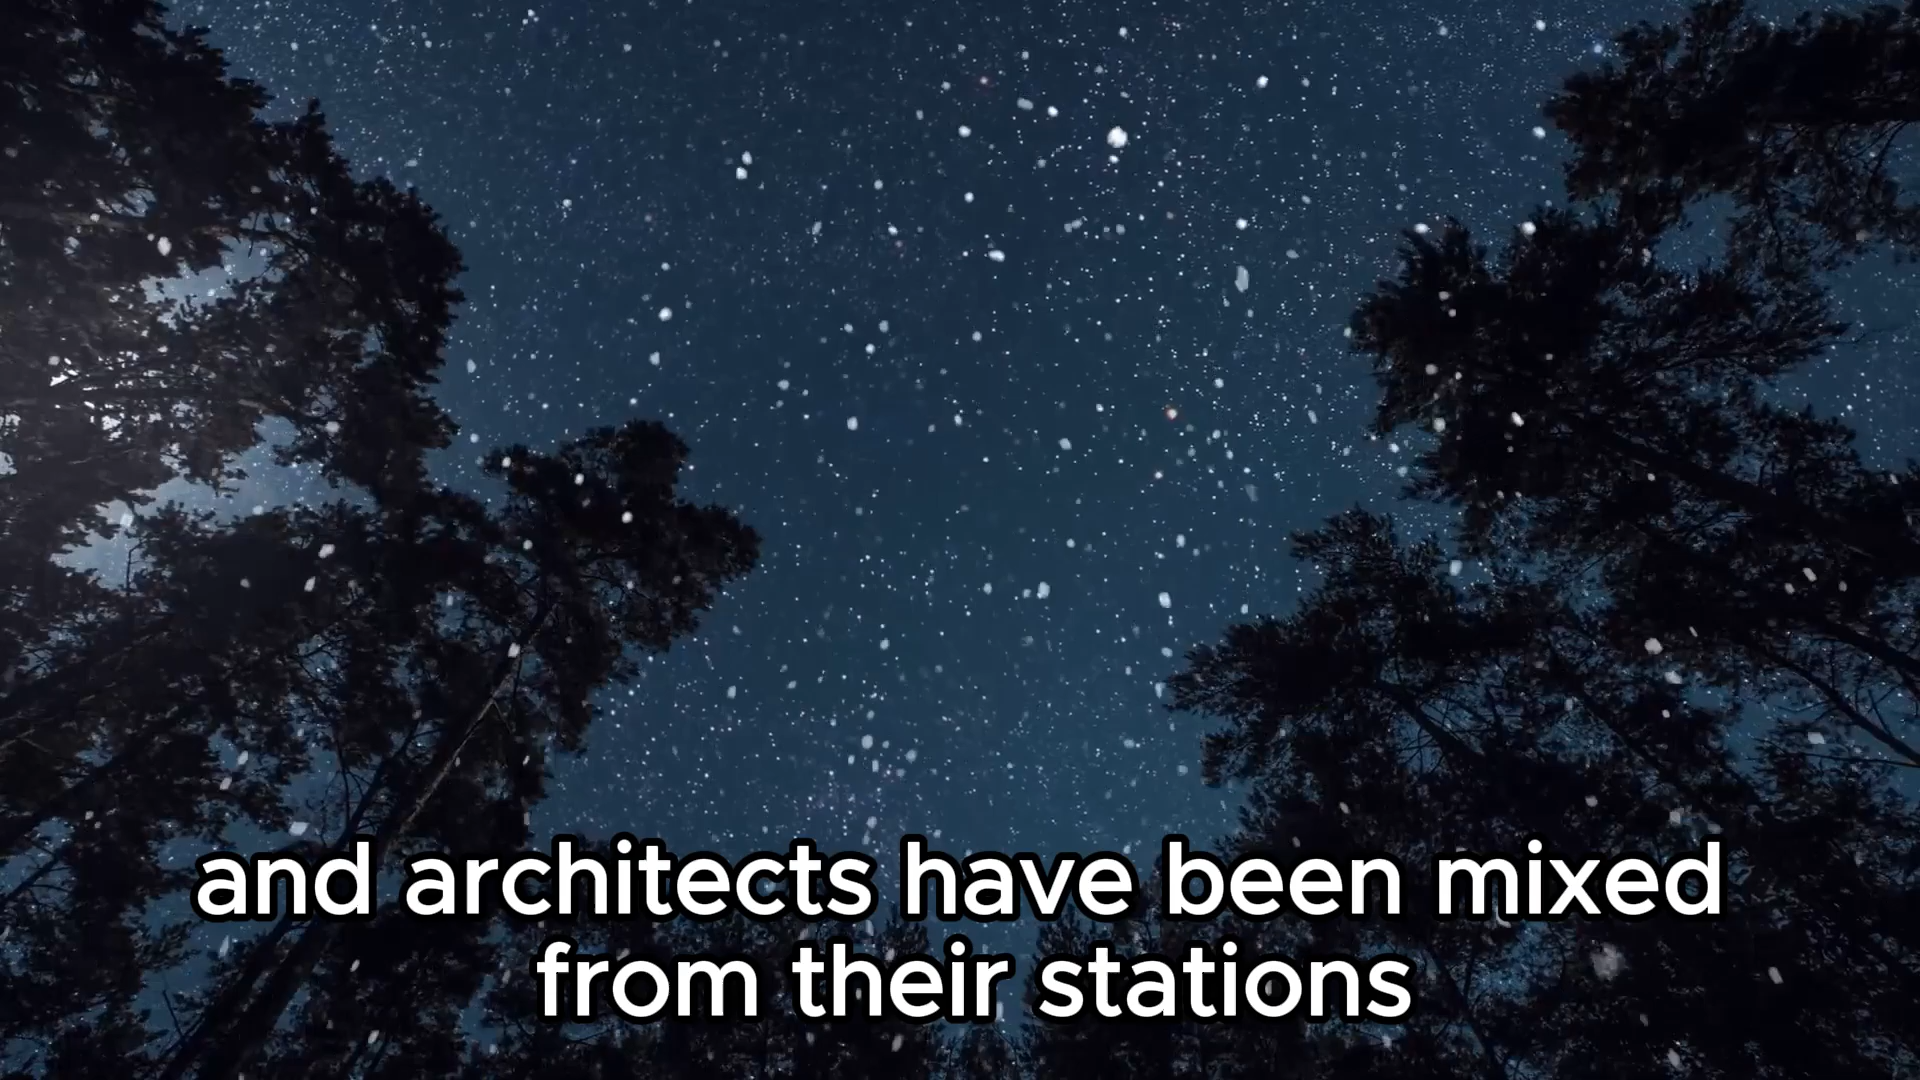 and architects have been mixed
from their stations